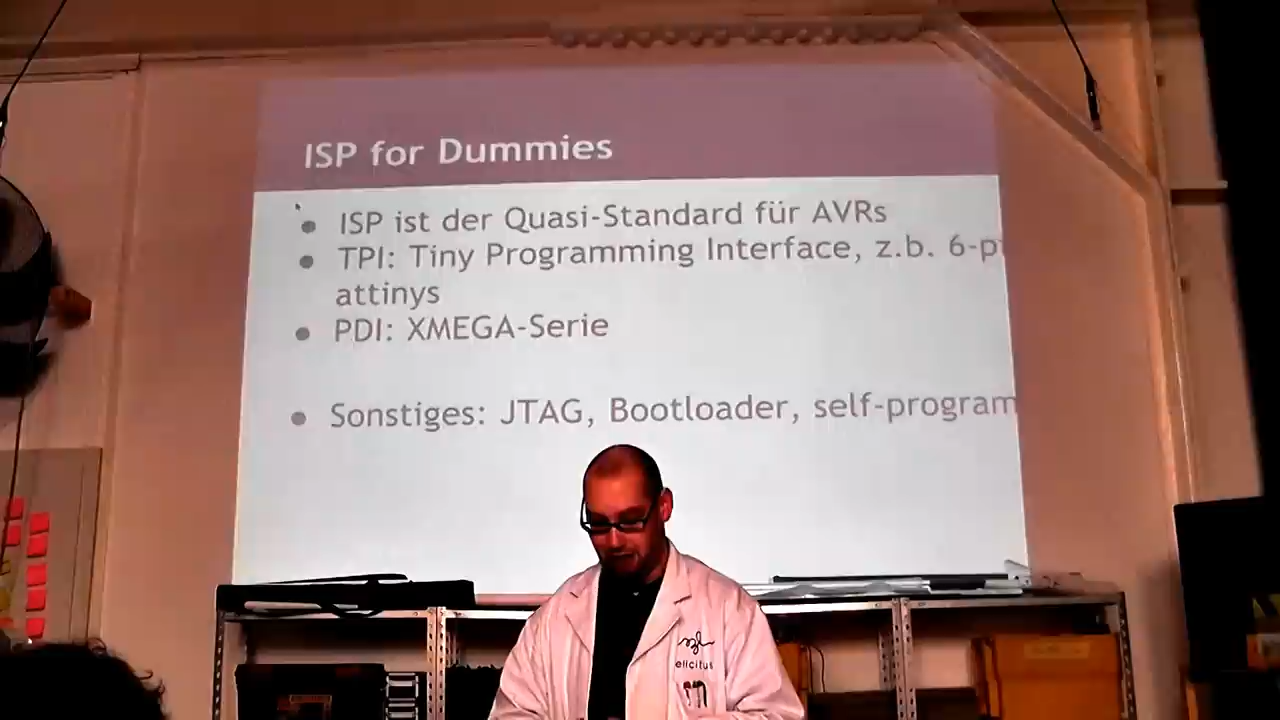 ISP for Dummies
ISP ist der Quasi-Standard für AVRs
TPI: Tiny Programming Interface, z.b. 6-p
attinys
PDI: XMEGA-Serie
Sonstiges: JTAG, Bootloader, self-program
elicitus